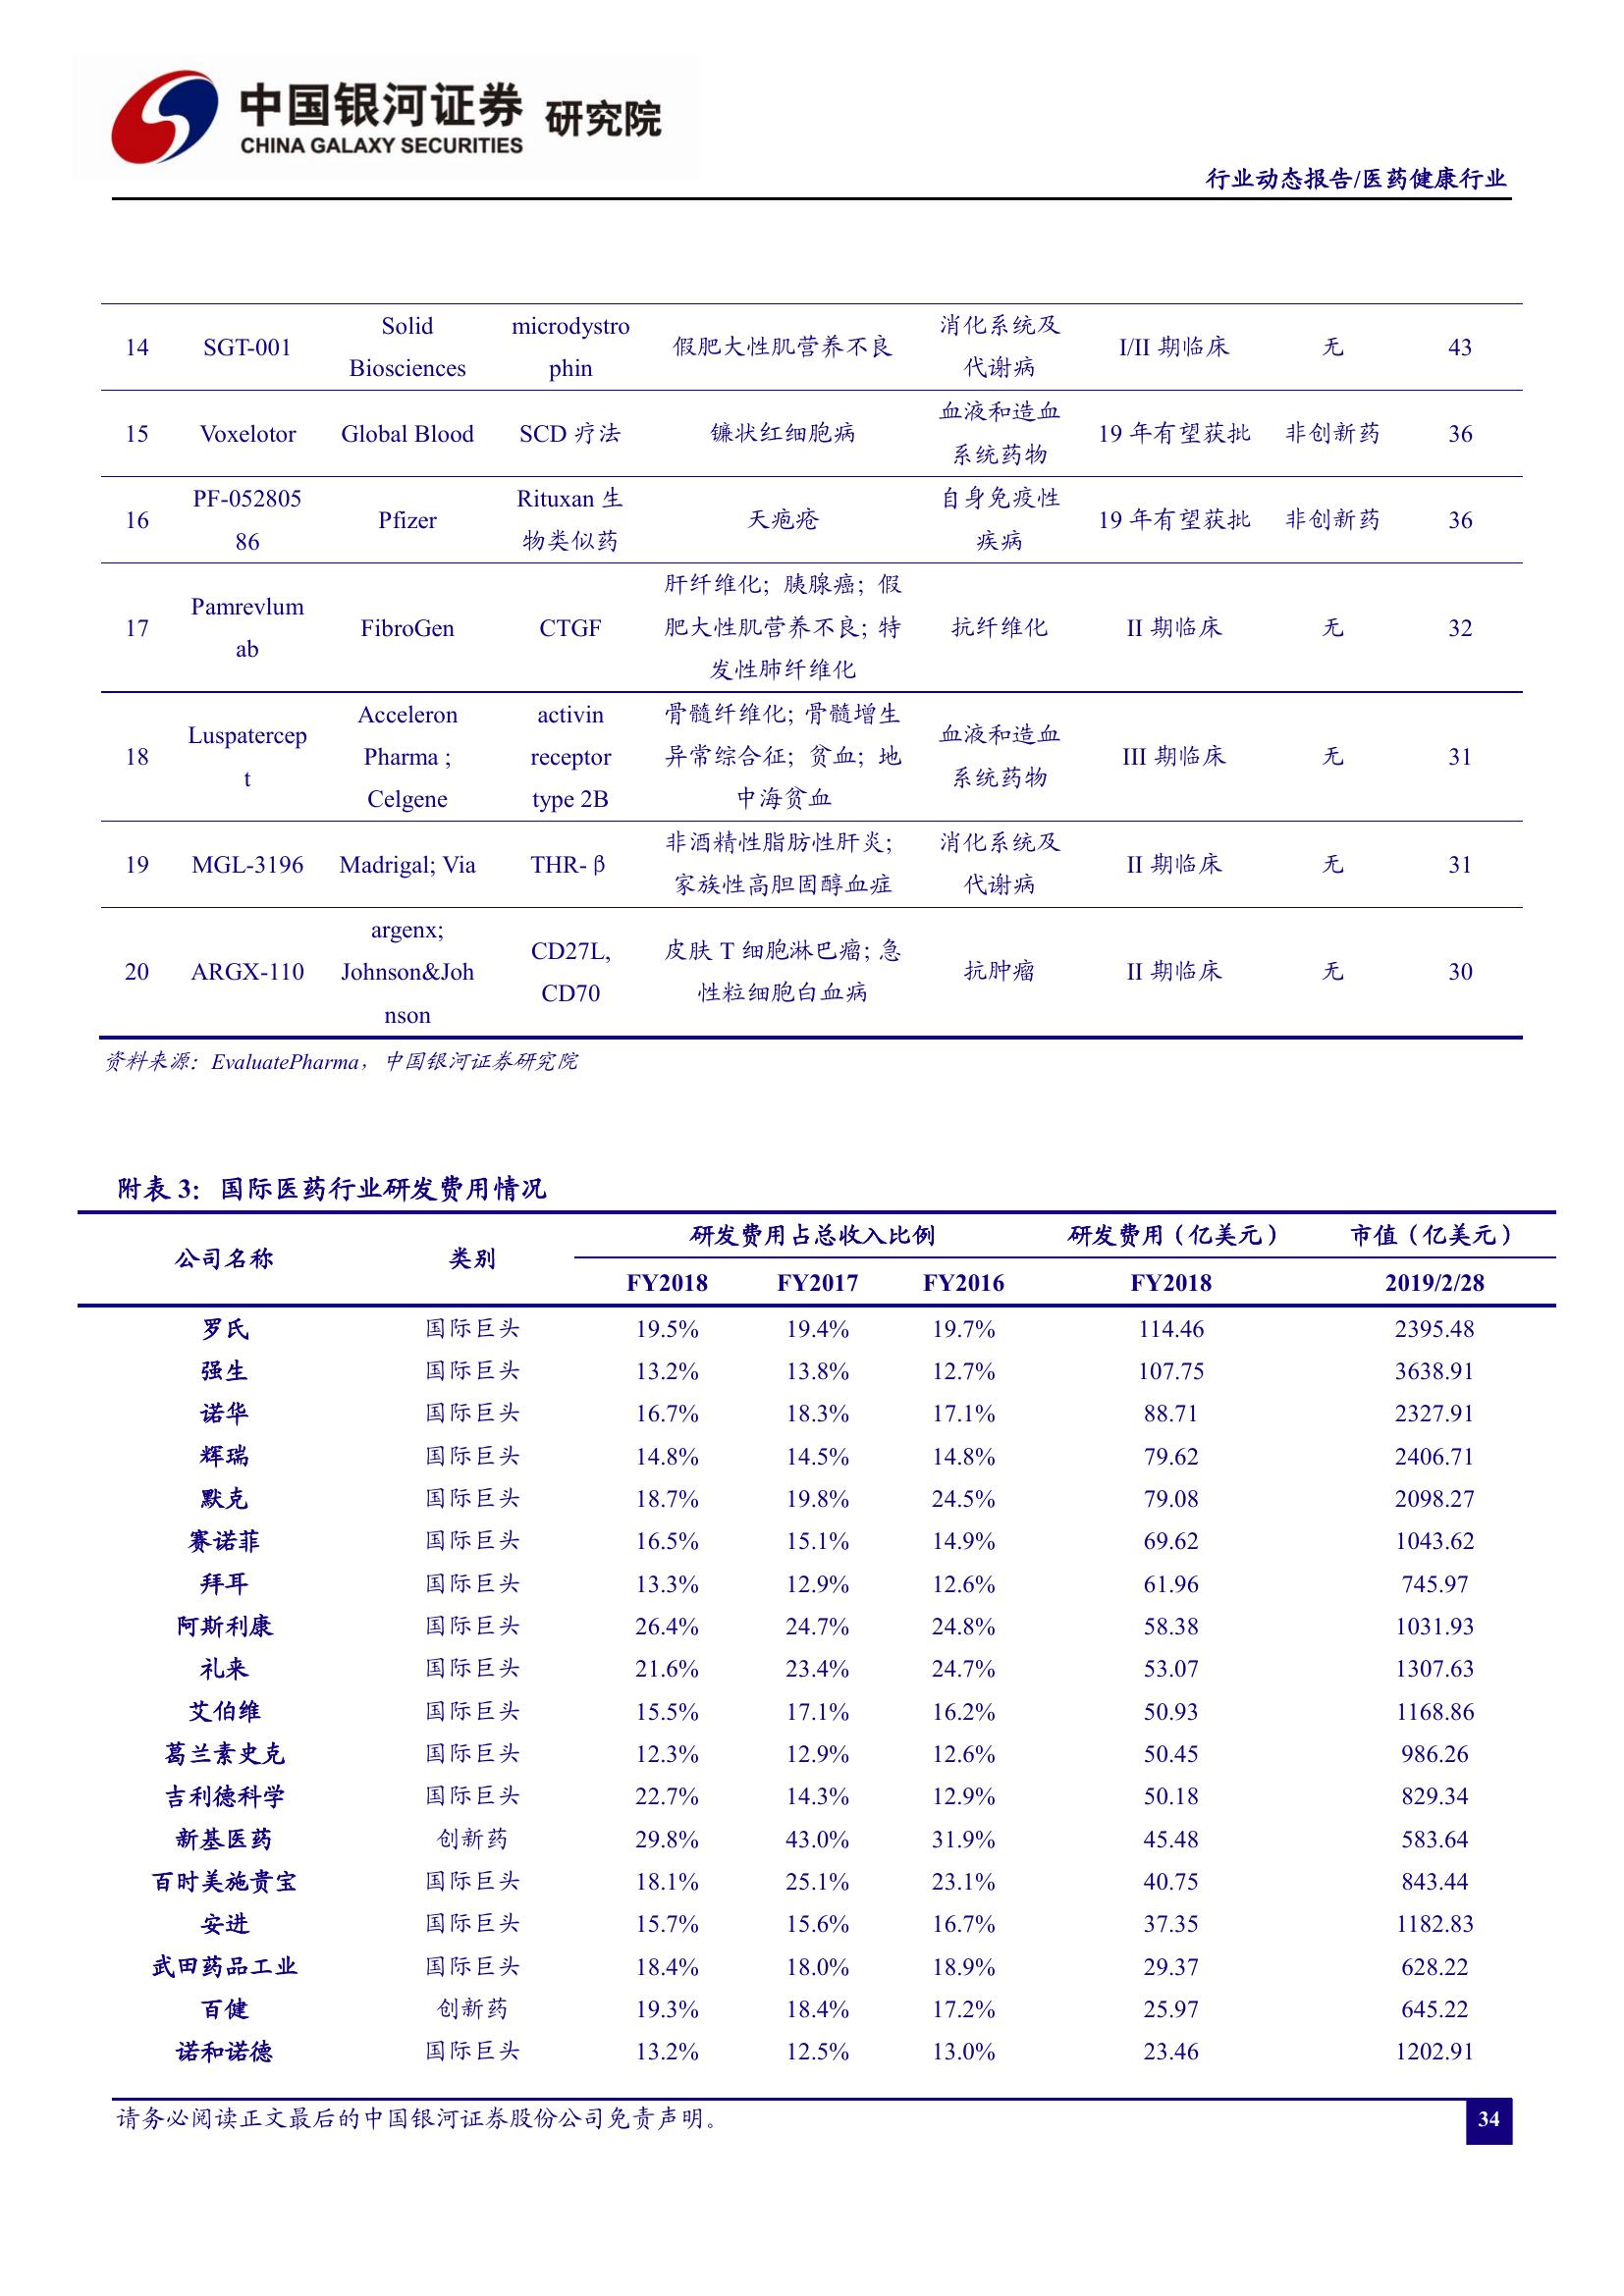 中国银河证券 研究院
CHINA GALAXY SECURITIES
行业动态报告/医药健康行业
14 SGT-001 Solid Biosciences microdystrophin 假肥大性肌营养不良 消化系统及代谢病 I/II 期临床 无 43
15 Voxelotor Global Blood SCD 疗法 镰状红细胞病 血液和造血系统药物 19 年有望获批 非创新药 36
16 PF-05280586 Pfizer Rituxan 生物类似药 天疱疮 自身免疫性疾病 19 年有望获批 非创新药 36
17 Pamrevlumab FibroGen CTGF 肝纤维化；胰腺癌；假肥大性肌营养不良；特发性肺纤维化 抗纤维化 II 期临床 无 32
18 Luspatercept Acceleron Pharma ; Celgene activin receptor type 2B 骨髓纤维化；骨髓增生异常综合征；贫血；地中海贫血 血液和造血系统药物 III 期临床 无 31
19 MGL-3196 Madrigal; Via THR-β 非酒精性脂肪性肝炎；家族性高胆固醇血症 消化系统及代谢病 II 期临床 无 31
20 ARGX-110 argenx; Johnson&Johnson CD27L, CD70 皮肤 T 细胞淋巴瘤；急性粒细胞白血病 抗肿瘤 II 期临床 无 30
资料来源：EvaluatePharma，中国银河证券研究院
附表 3：国际医药行业研发费用情况
公司名称 类别 研发费用占总收入比例 研发费用（亿美元） 市值（亿美元）
FY2018 FY2017 FY2016 FY2018 2019/2/28
罗氏 国际巨头 19.5% 19.4% 19.7% 114.46 2395.48
强生 国际巨头 13.2% 13.8% 12.7% 107.75 3638.91
诺华 国际巨头 16.7% 18.3% 17.1% 88.71 2327.91
辉瑞 国际巨头 14.8% 14.5% 14.8% 79.62 2406.71
默克 国际巨头 18.7% 19.8% 24.5% 79.08 2098.27
赛诺菲 国际巨头 16.5% 15.1% 14.9% 69.62 1043.62
拜耳 国际巨头 13.3% 12.9% 12.6% 61.96 745.97
阿斯利康 国际巨头 26.4% 24.7% 24.8% 58.38 1031.93
礼来 国际巨头 21.6% 23.4% 24.7% 53.07 1307.63
艾伯维 国际巨头 15.5% 17.1% 16.2% 50.93 1168.86
葛兰素史克 国际巨头 12.3% 12.9% 12.6% 50.45 986.26
吉利德科学 国际巨头 22.7% 14.3% 12.9% 50.18 829.34
新基医药 创新药 29.8% 43.0% 31.9% 45.48 583.64
百时美施贵宝 国际巨头 18.1% 25.1% 23.1% 40.75 843.44
安进 国际巨头 15.7% 15.6% 16.7% 37.35 1182.83
武田药品工业 国际巨头 18.4% 18.0% 18.9% 29.37 628.22
百健 创新药 19.3% 18.4% 17.2% 25.97 645.22
诺和诺德 国际巨头 13.2% 12.5% 13.0% 23.46 1202.91
请务必阅读正文最后的中国银河证券股份公司免责声明。
34